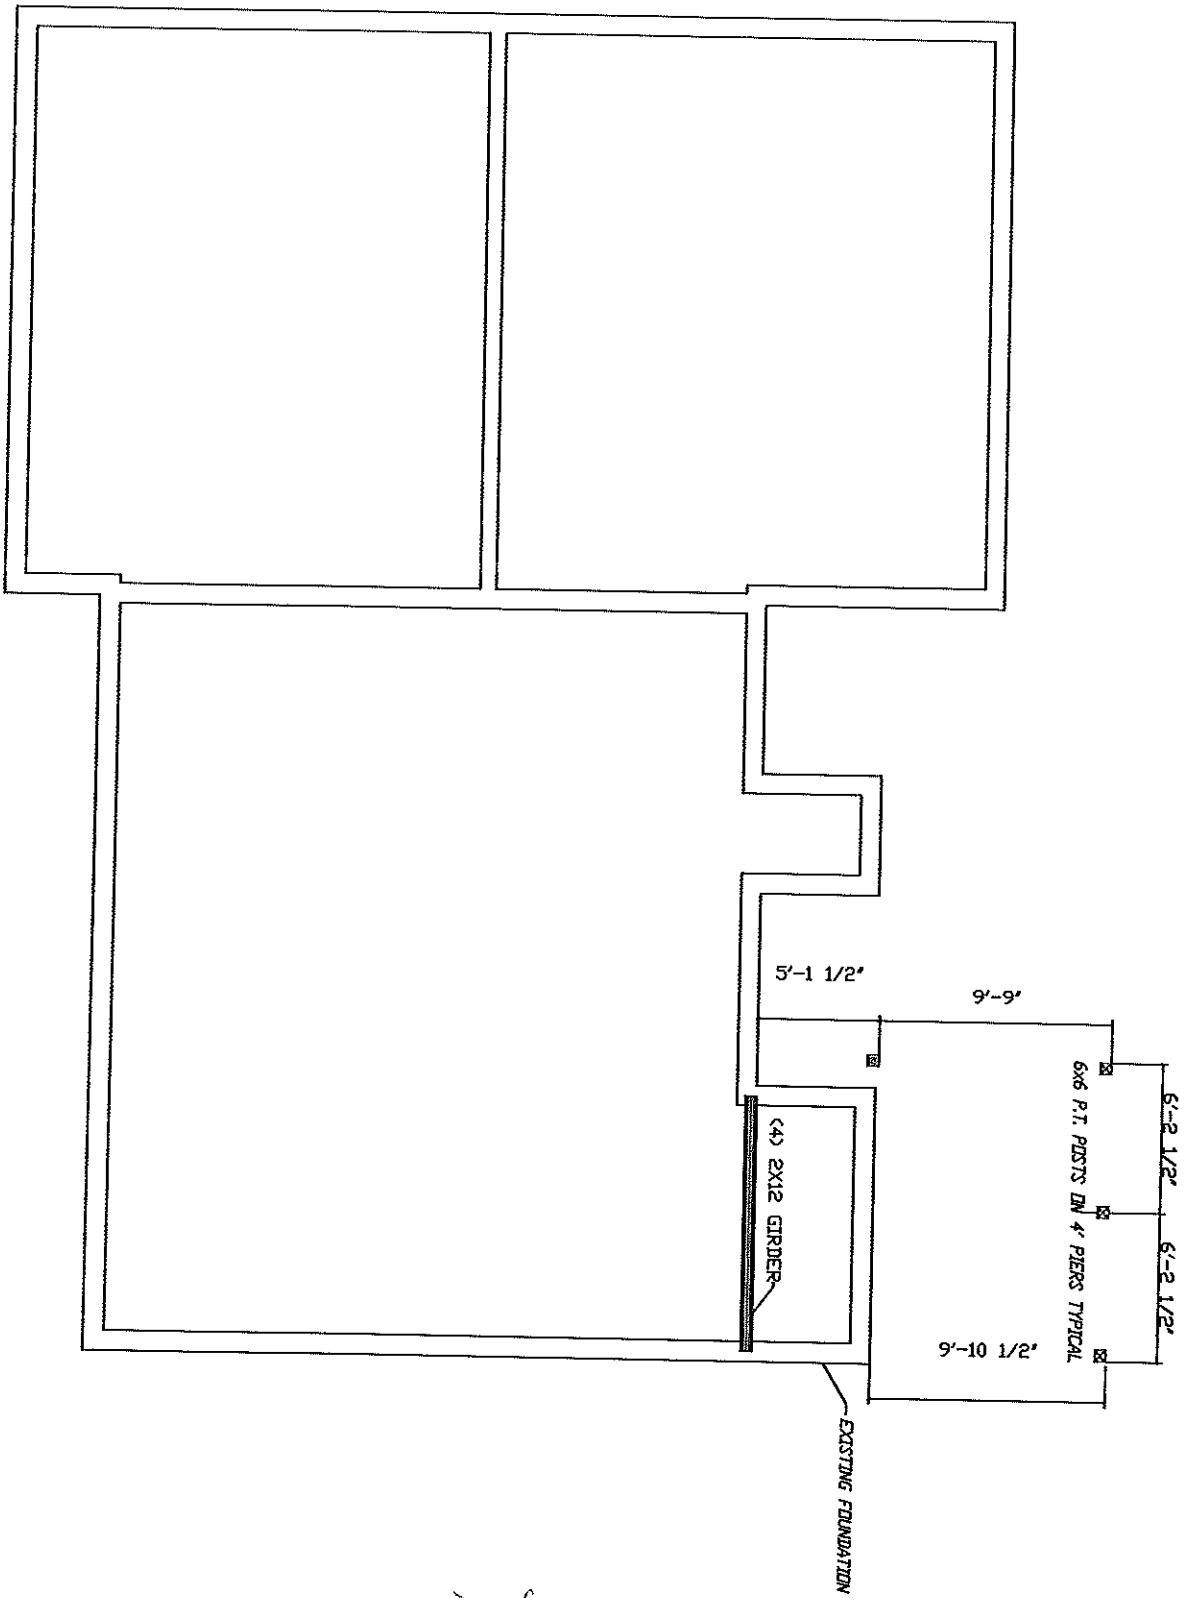 5'-1 1/2"
9'-9"
6'-2 1/2"
6'-2 1/2"
6x6 P.T. POSTS ON 4' PIERS TYPICAL
(4) 2X12 GIRDER
9'-10 1/2"
EXISTING FOUNDATION